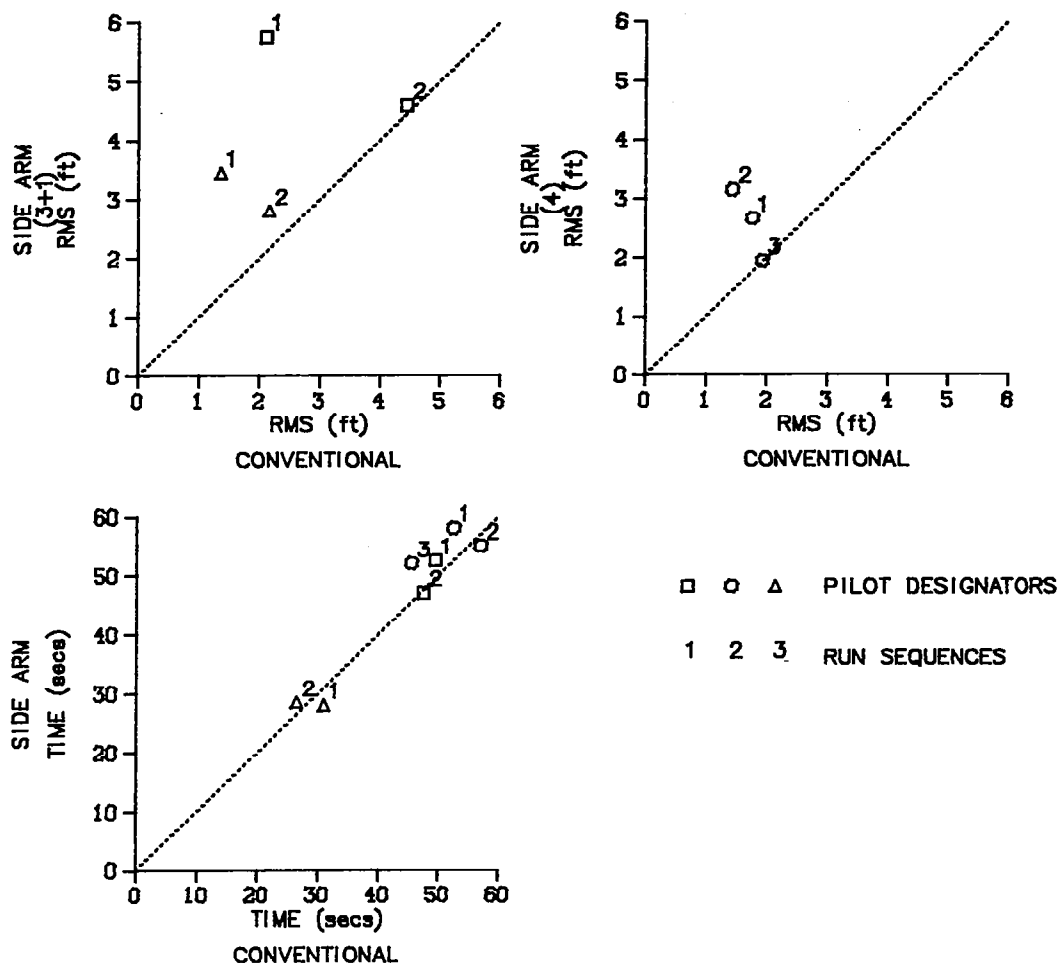 6
5
4
3
2
1
0
SIDE ARM
(3+1)
RMS (ft)
1
2
1
2
0 1 2 3 4 5 6
RMS (ft)
CONVENTIONAL
6
5
4
3
2
1
0
SIDE ARM
(4)
RMS (ft)
2
1
3
0 1 2 3 4 5 6
RMS (ft)
CONVENTIONAL
60
50
40
30
20
10
0
SIDE ARM
TIME (secs)
1
2
3
1
2
2
1
0 10 20 30 40 50 60
TIME (secs)
CONVENTIONAL
PILOT DESIGNATORS
1 2 3 RUN SEQUENCES